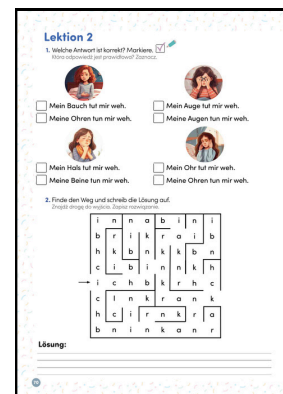 Lektion 2
1. Welche Antwort ist korrekt? Markiere.
Która odpowiedź jest prawidłowa? Zaznacz.
Mein Bauch tut mir weh. Mein Auge tut mir weh.
Meine Ohren tun mir weh. Meine Augen tun mir weh.
Mein Hals tut mir weh. Mein Ohr tut mir weh.
Meine Beine tun mir weh. Meine Ohren tun mir weh.
2. Finde den Weg und schreib die Lösung auf.
Znajdź drogę do wyjścia. Zapisz rozwiązanie.
i n n a b i n i
b r i k r a i b
h k b n k k b n
c i b i n n k h
i c h b k r h c
c l n k r a n k
h c i r n k r a
b n i n k a n r
Lösung: